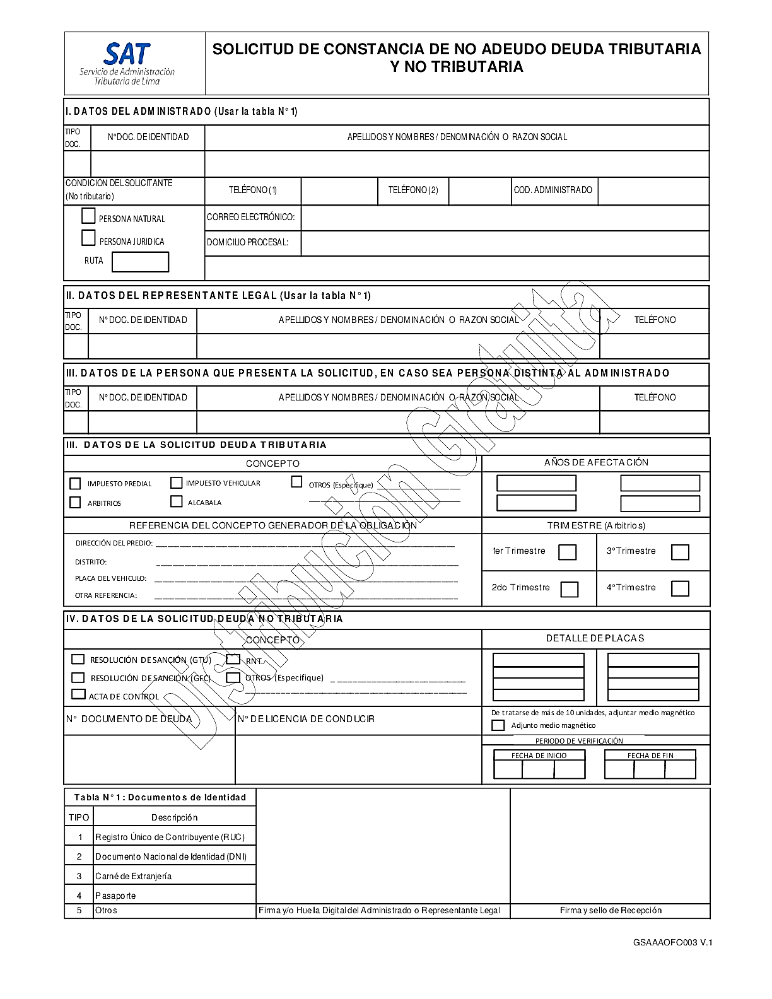 SAT
Servicio de Administración
Tributaria de Lima
SOLICITUD DE CONSTANCIA DE NO ADEUDO DEUDA TRIBUTARIA
Y NO TRIBUTARIA
I. DATOS DEL ADMINISTRADO (Usar la tabla N° 1)
TIPO DOC.
N° DOC. DE IDENTIDAD
APELLIDOS Y NOMBRES / DENOMINACIÓN O RAZON SOCIAL
CONDICIÓN DEL SOLICITANTE
(No tributario)
TELÉFONO (1)
TELÉFONO (2)
COD. ADMINISTRADO
PERSONA NATURAL
CORREO ELECTRÓNICO:
PERSONA JURIDICA
DOMICILIO PROCESAL:
RUTA
II. DATOS DEL REPRESENTANTE LEGAL (Usar la tabla N° 1)
TIPO DOC.
N° DOC. DE IDENTIDAD
APELLIDOS Y NOMBRES / DENOMINACIÓN O RAZON SOCIAL
TELÉFONO
III. DATOS DE LA PERSONA QUE PRESENTA LA SOLICITUD, EN CASO SEA PERSONA DISTINTA AL ADMINISTRADO
TIPO DOC.
N° DOC. DE IDENTIDAD
APELLIDOS Y NOMBRES / DENOMINACIÓN O RAZON SOCIAL
TELÉFONO
III. DATOS DE LA SOLICITUD DEUDA TRIBUTARIA
CONCEPTO
AÑOS DE AFECTACIÓN
IMPUESTO PREDIAL
IMPUESTO VEHICULAR
OTROS (Especifique)
ARBITRIOS
ALCABALA
REFERENCIA DEL CONCEPTO GENERADOR DE LA OBLIGACIÓN
TRIMESTRE (Arbitrios)
DIRECCIÓN DEL PREDIO:
1er Trimestre
3° Trimestre
DISTRITO:
PLACA DEL VEHICULO:
2do Trimestre
4° Trimestre
OTRA REFERENCIA:
IV. DATOS DE LA SOLICITUD DEUDA NO TRIBUTARIA
CONCEPTO
DETALLE DE PLACAS
RESOLUCIÓN DE SANCIÓN (GTU)
RNT
RESOLUCIÓN DE SANCIÓN (GFC)
OTROS (Especifique)
ACTA DE CONTROL
N° DOCUMENTO DE DEUDA
N° DE LICENCIA DE CONDUCIR
De tratarse de más de 10 unidades, adjuntar medio magnético
Adjunto medio magnético
PERIODO DE VERIFICACIÓN
FECHA DE INICIO
FECHA DE FIN
Tabla N° 1: Documentos de Identidad
TIPO Descripción
1 Registro Único de Contribuyente (RUC)
2 Documento Nacional de Identidad (DNI)
3 Carné de Extranjería
4 Pasaporte
5 Otros
Firma y/o Huella Digital del Administrado o Representante Legal
Firma y sello de Recepción
GSAAAOFO003 V.1
Distribución Gratuita